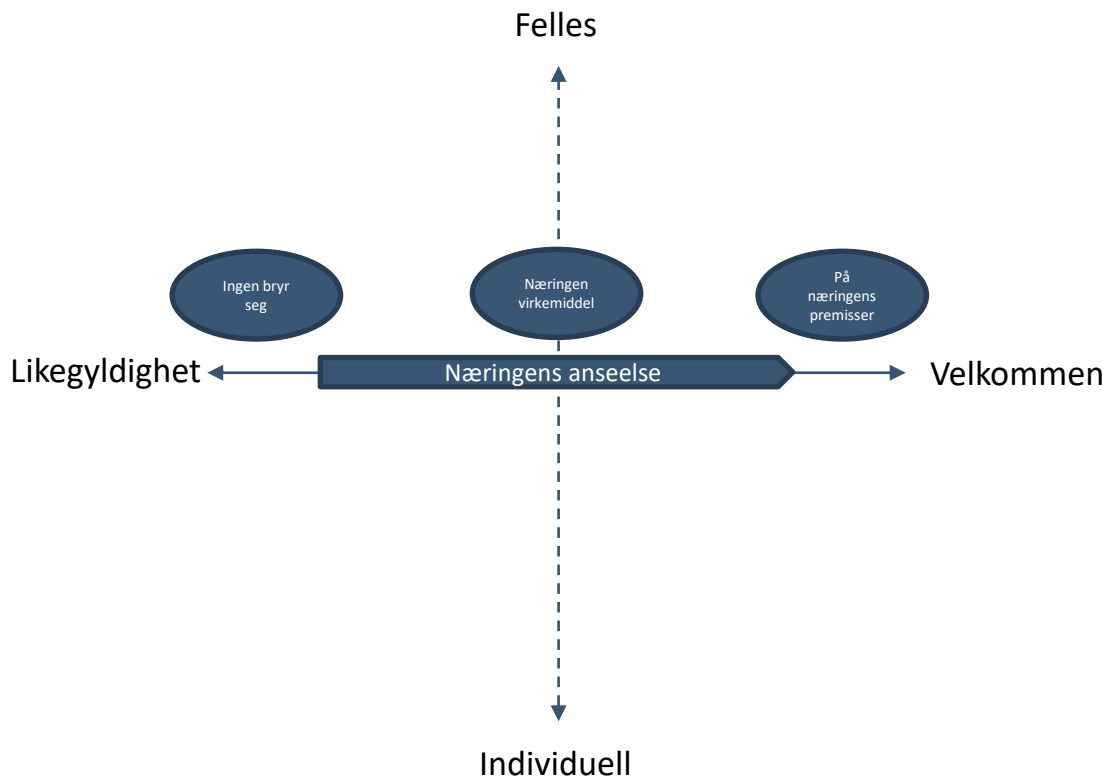 Felles
Ingen bryr
seg
Næringen
virkemiddel
På
næringens
premisser
Likegyldighet
Næringens anseelse
Velkommen
Individuell